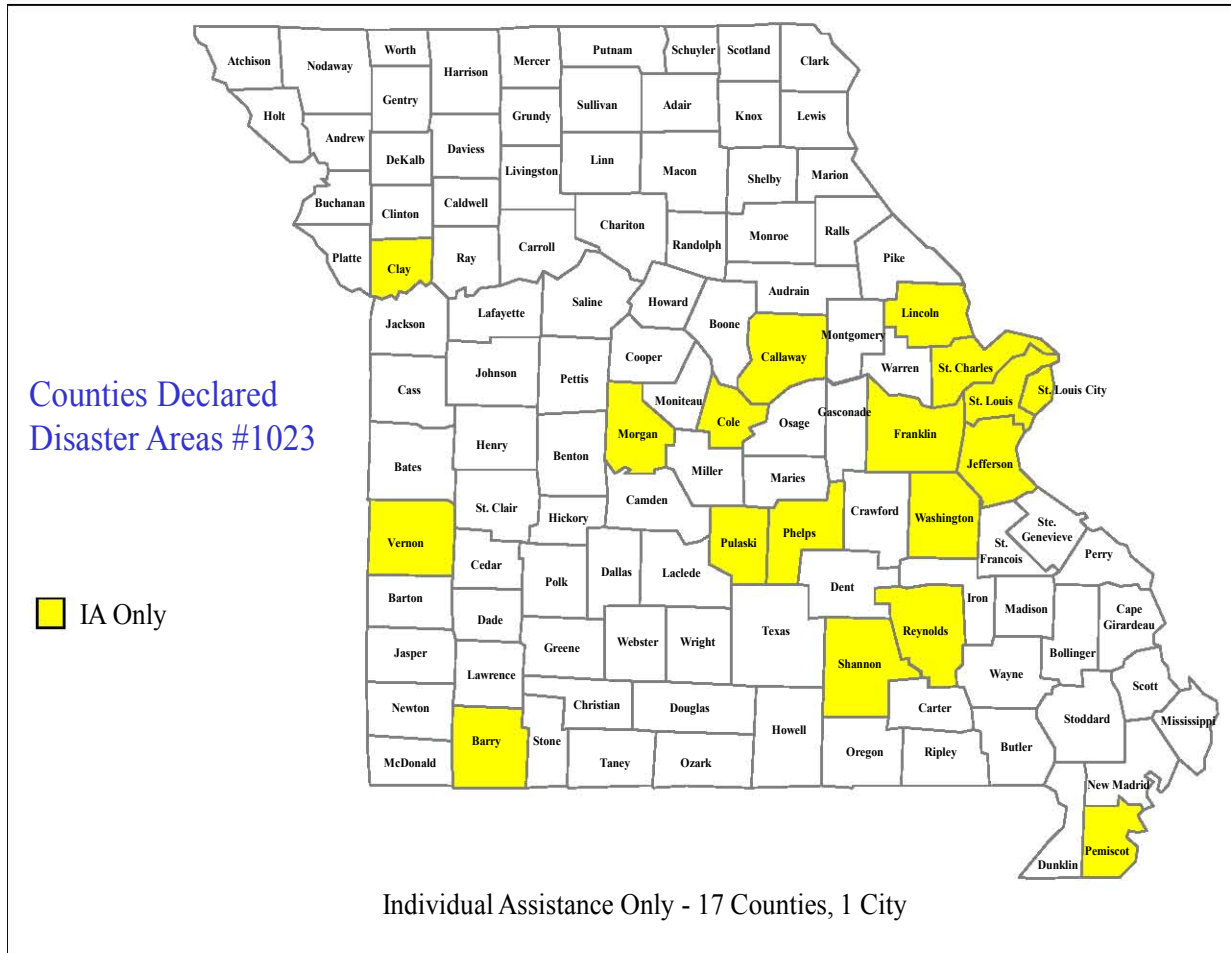 Worth
Putnam
Schuyler
Scotland
Atchison
Nodaway
Harrison
Mercer
Clark
Gentry
Sullivan
Adair
Holt
Grundy
Knox
Lewis
Andrew
Daviess
DeKalb
Linn
Livingston
Macon
Marion
Shelby
Buchanan
Clinton
Caldwell
Chariton
Ralls
Monroe
Randolph
Carroll
Platte
Ray
Pike
Clay
Audrain
Saline
Howard
Lafayette
Lincoln
Boone
Jackson
Montgomery
Callaway
Cooper
Warren
St. Charles
Johnson
Pettis
Cass
St. Louis City
Moniteau
St. Louis
Counties Declared
Disaster Areas #1023
Gasconade
Cole
Osage
Morgan
Franklin
Henry
Benton
Jefferson
Bates
Miller
Maries
Camden
St. Clair
Hickory
Crawford
Washington
Phelps
Ste.
Genevieve
Pulaski
Vernon
St.
Francois
Perry
Cedar
Polk
Dallas
Laclede
Dent
Barton
Iron
Madison
Cape
Girardeau
IA Only
Dade
Texas
Reynolds
Greene
Webster
Wright
Bollinger
Jasper
Shannon
Lawrence
Wayne
Scott
Newton
Christian
Douglas
Carter
Stoddard
Mississippi
Barry
Stone
Howell
Butler
McDonald
Taney
Ozark
Oregon
Ripley
New Madrid
Pemiscot
Dunklin
Individual Assistance Only - 17 Counties, 1 City